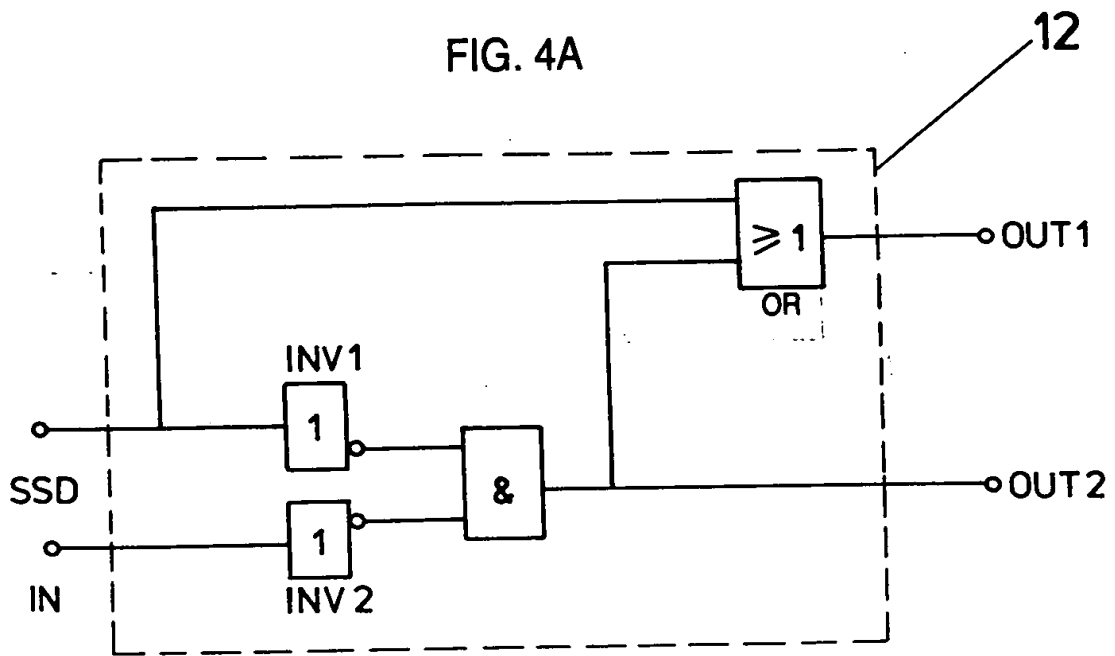 FIG. 4A
12
≥ 1
OR
OUT1
INV1
1
SSD
&
OUT2
1
IN
INV2